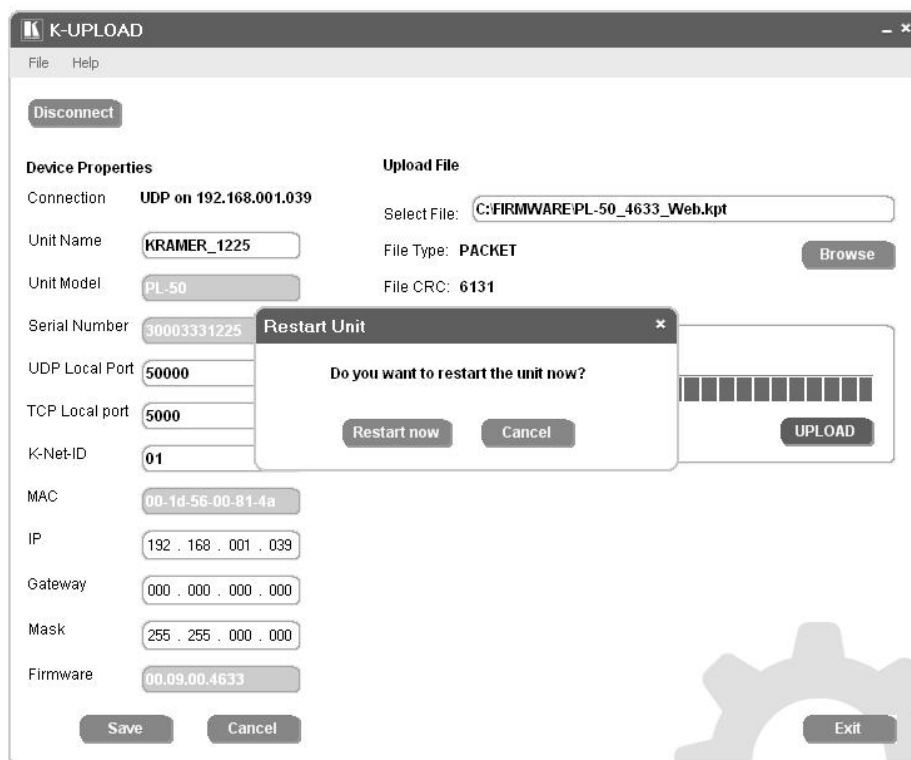 K-UPLOAD
File Help
Disconnect
Device Properties
Connection UDP on 192.168.001.039
Unit Name KRAMER_1225
Unit Model PL-50
Serial Number 30003331225
UDP Local Port 50000
TCP Local port 5000
K-Net-ID 01
MAC 00-1d-56-00-81-4a
IP 192 . 168 . 001 . 039
Gateway 000 . 000 . 000 . 000
Mask 255 . 255 . 000 . 000
Firmware 00.09.00.4633
Save Cancel
Upload File
Select File: C:\FIRMWARE\PL-50_4633_Web.kpt
File Type: PACKET
Browse
File CRC: 6131
UPLOAD
Restart Unit
Do you want to restart the unit now?
Restart now Cancel
Exit